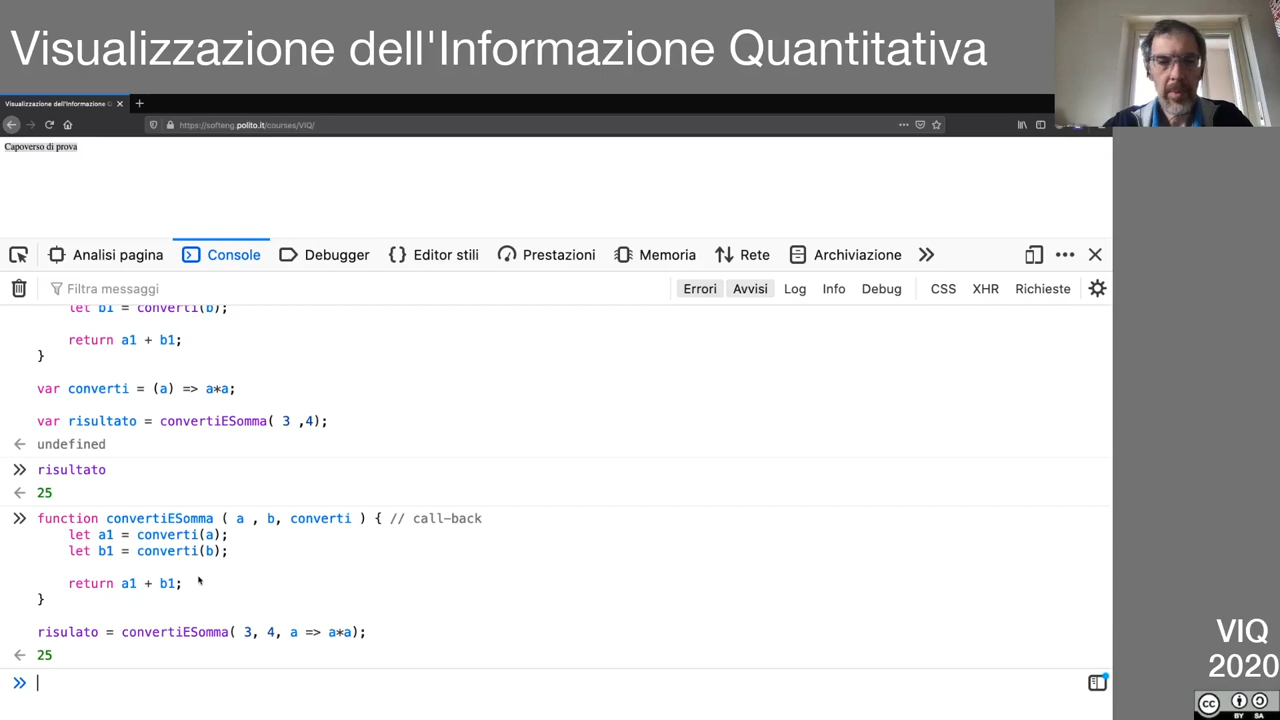 Visualizzazione dell'Informazione Quantitativa
Visualizzazione dell'Informazione Q
https://softeng.polito.it/courses/VIQ/
Capoverso di prova
Analisi pagina Console Debugger Editor stili Prestazioni Memoria Rete Archiviazione
Filtra messaggi Errori Avvisi Log Info Debug CSS XHR Richieste
let b1 = converti(b);
return a1 + b1;
}
var converti = (a) => a*a;
var risultato = convertiESomma( 3 ,4);
undefined
risultato
25
function convertiESomma ( a , b, converti ) { // call-back
let a1 = converti(a);
let b1 = converti(b);
return a1 + b1;
}
risulato = convertiESomma( 3, 4, a => a*a);
25
VIQ
2020
cc
BY SA